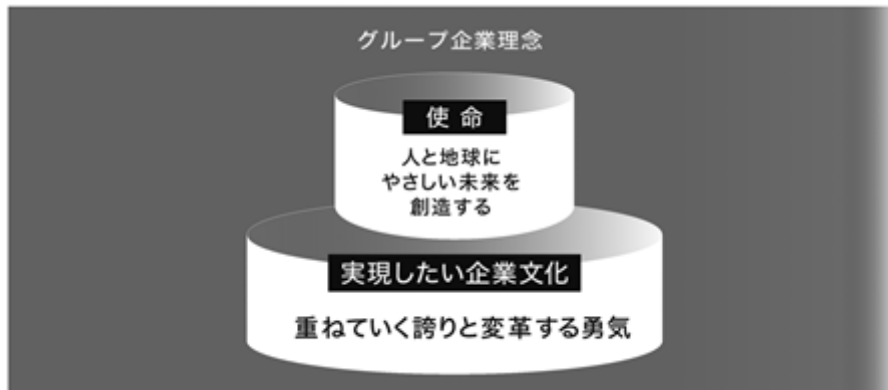 グループ企業理念
使命
人と地球に
やさしい未来を
創造する
実現したい企業文化
重ねていく誇りと変革する勇気